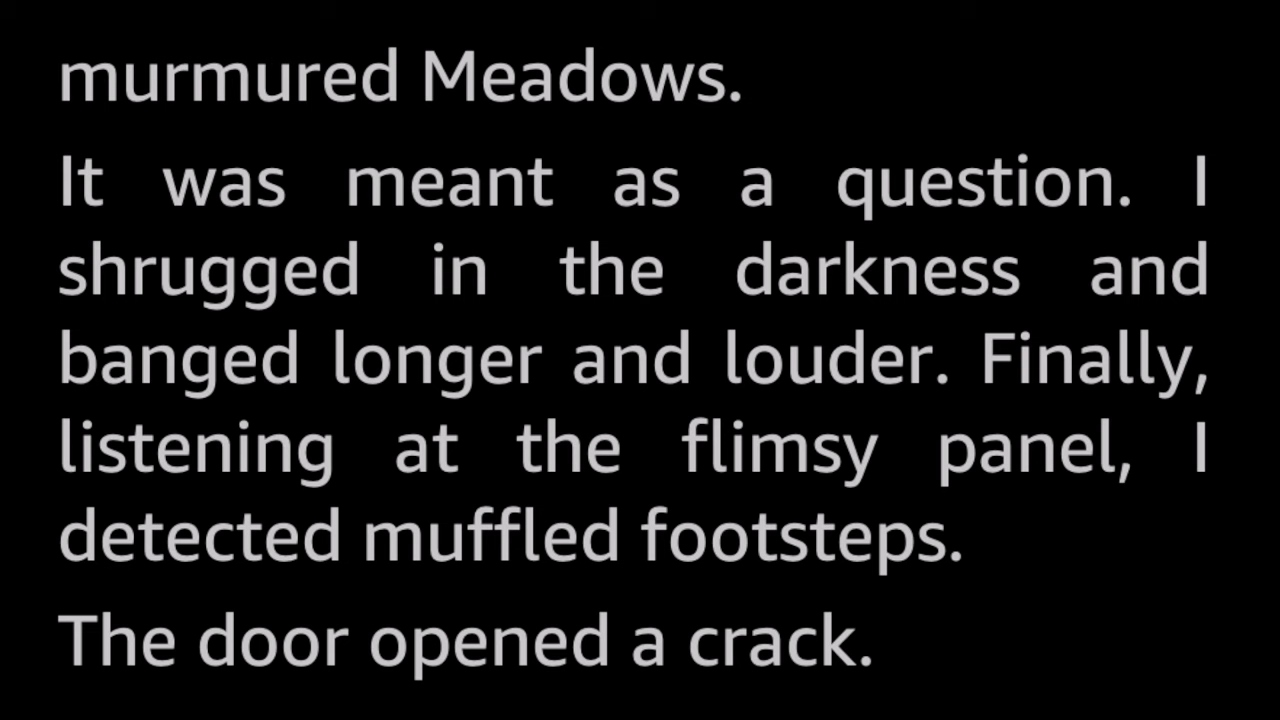 murmured Meadows.
It was meant as a question. I
shrugged in the darkness and
banged longer and louder. Finally,
listening at the flimsy panel, I
detected muffled footsteps.
The door opened a crack.